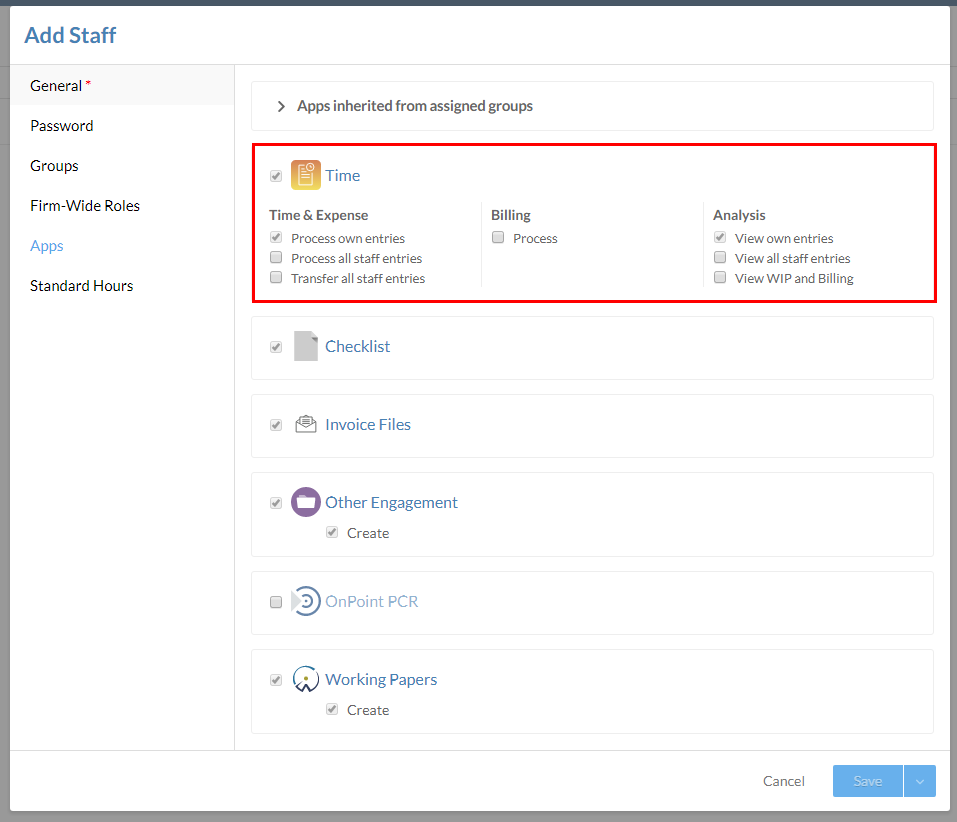 Add Staff
General *
Password
Groups
Firm-Wide Roles
Apps
Standard Hours
Apps inherited from assigned groups
Time
Time & Expense
Process own entries
Process all staff entries
Transfer all staff entries
Billing
Process
Analysis
View own entries
View all staff entries
View WIP and Billing
Checklist
Invoice Files
Other Engagement
Create
OnPoint PCR
Working Papers
Create
Cancel
Save